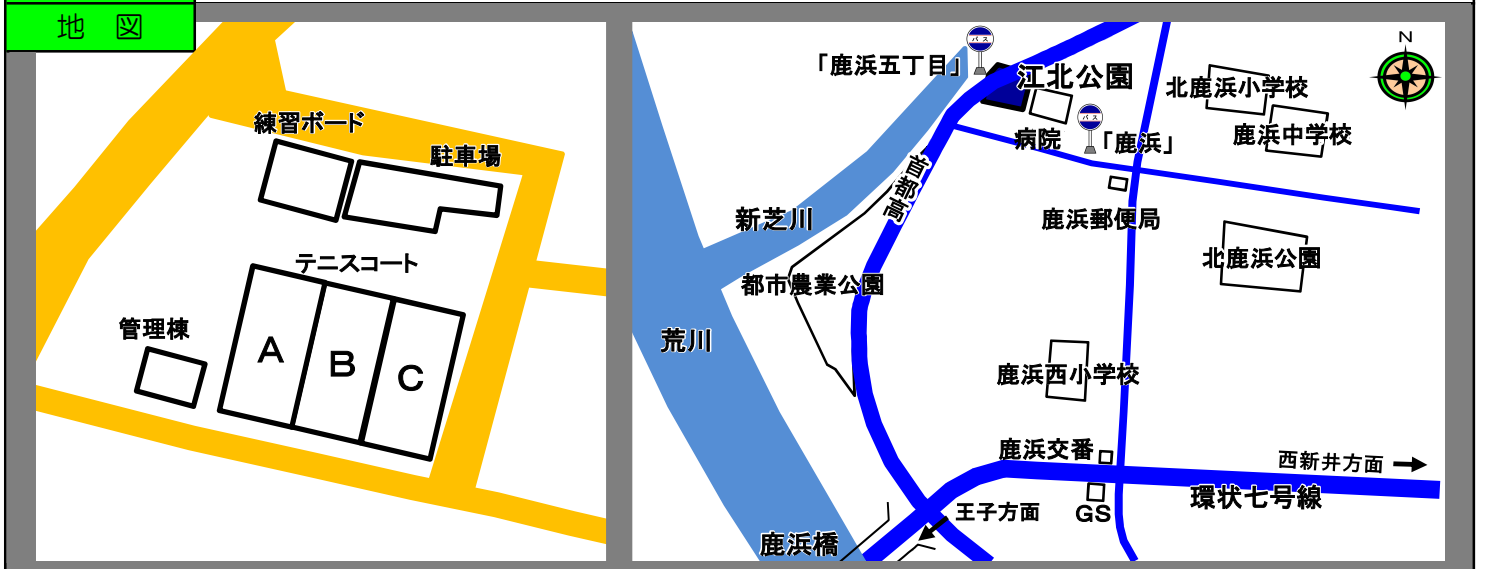 地 図
練習ボード
駐車場
テニスコート
管理棟
A
B
C
「鹿浜五丁目」
バス
江北公園
病院
バス
「鹿浜」
北鹿浜小学校
鹿浜中学校
N
首都高
新芝川
鹿浜郵便局
都市農業公園
北鹿浜公園
荒川
鹿浜西小学校
鹿浜交番
西新井方面
環状七号線
GS
王子方面
鹿浜橋